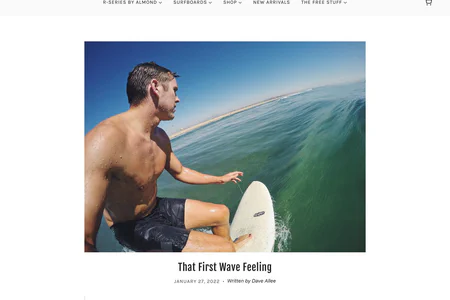 R-SERIES BY ALMOND SURFBOARDS SHOP NEW ARRIVALS THE FREE STUFF
That First Wave Feeling
JANUARY 27, 2022 • Written by Dave Allee